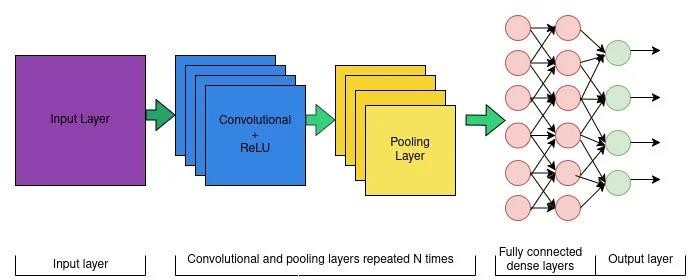 Input Layer
Convolutional
+
ReLU
Pooling
Layer
Input layer
Convolutional and pooling layers repeated N times
Fully connected
dense layers
Output layer